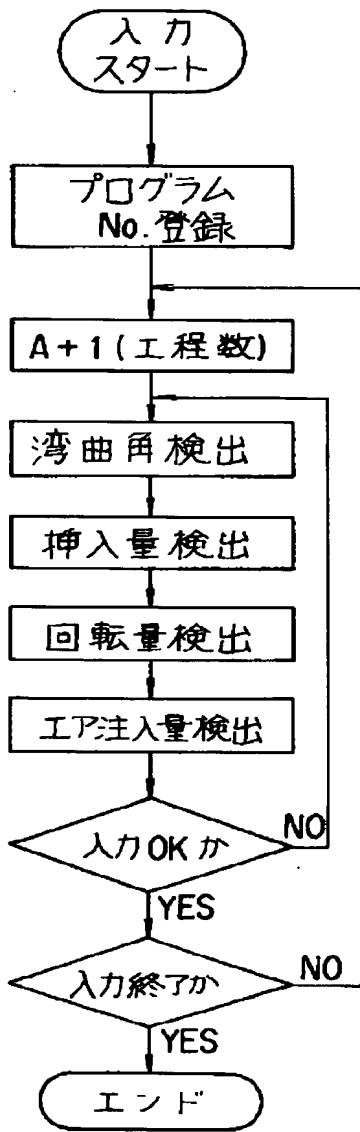 入力
スタート
プログラム
No.登録
A+1(工程数)
湾曲角検出
挿入量検出
回転量検出
エア注入量検出
入力OKか
NO
YES
入力終了か
NO
YES
エンド